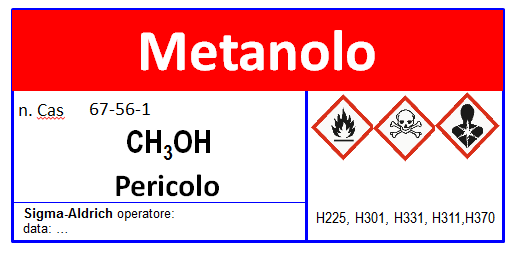 Metanolo
n. Cas 67-56-1
CH₃OH
Pericolo
Sigma-Aldrich operatore:
data: ...
H225, H301, H331, H311,H370